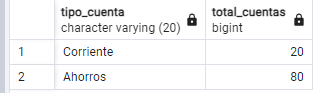 tipo_cuenta total_cuentas
character varying (20) bigint
1 Corriente 20
2 Ahorros 80